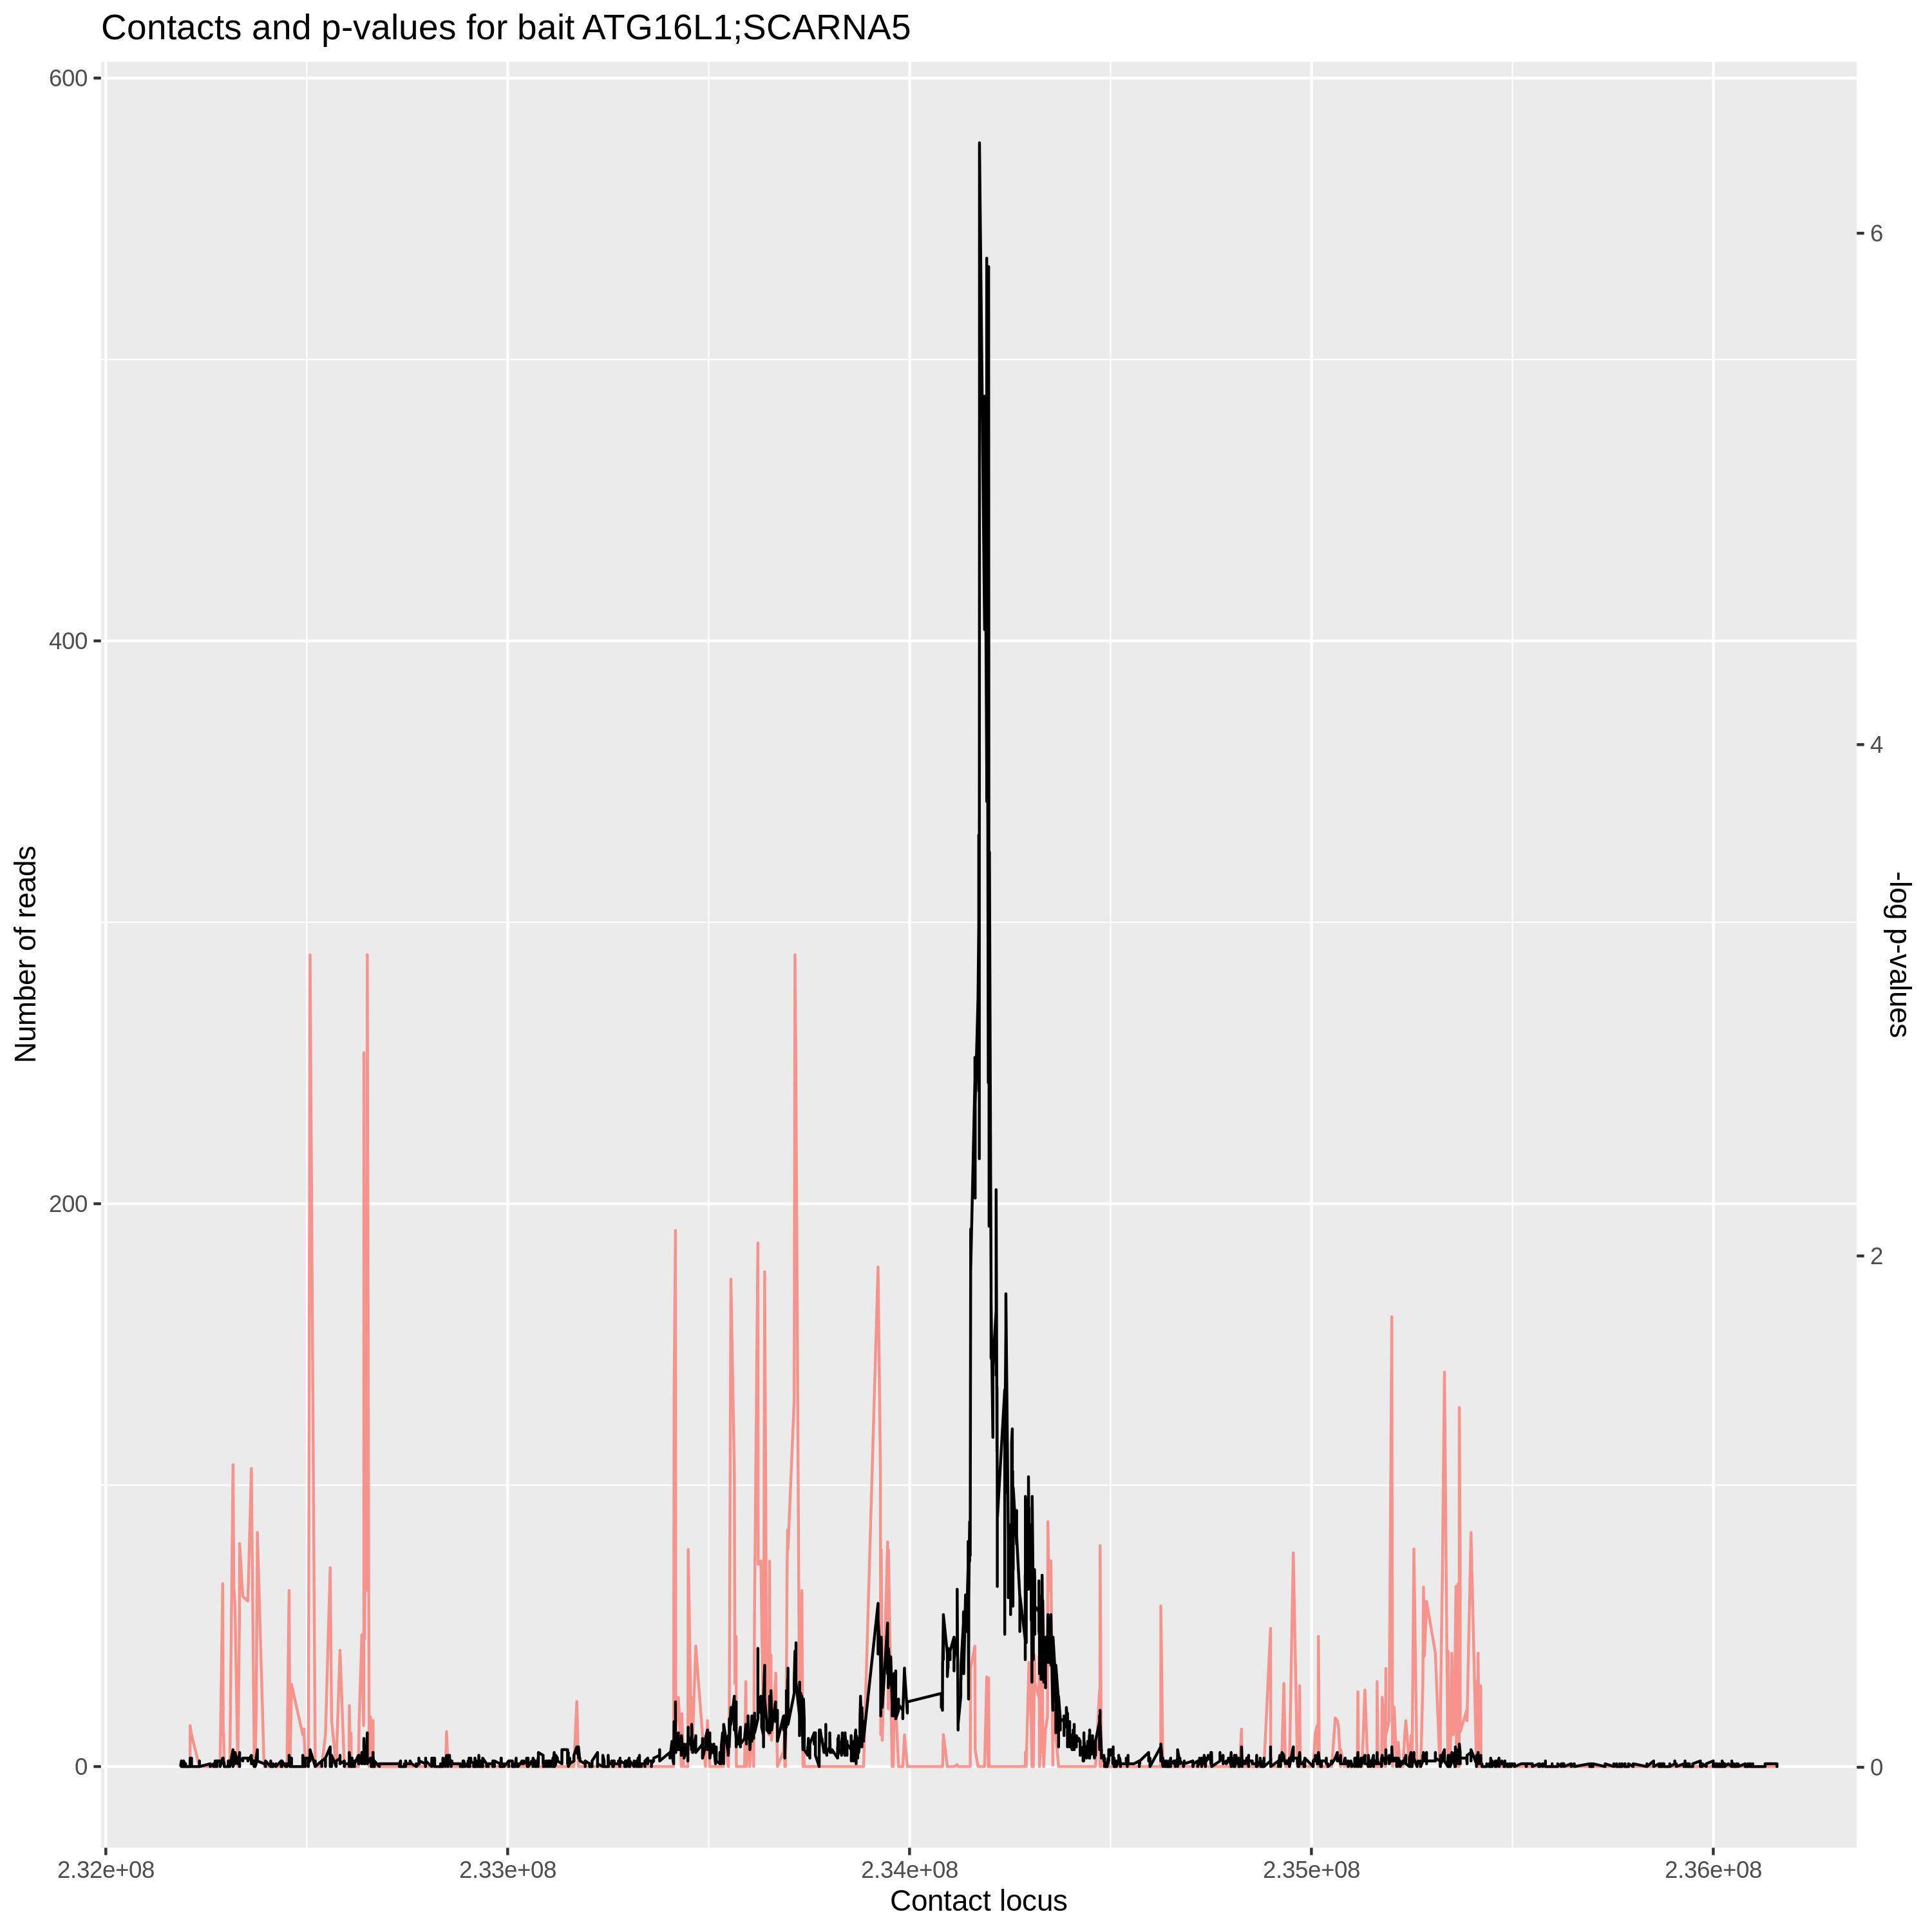 Contacts and p-values for bait ATG16L1;SCARNA5
600
400
200
0
Number of reads
6
4
2
0
-log p-values
2.32e+08 2.33e+08 2.34e+08 2.35e+08 2.36e+08
Contact locus